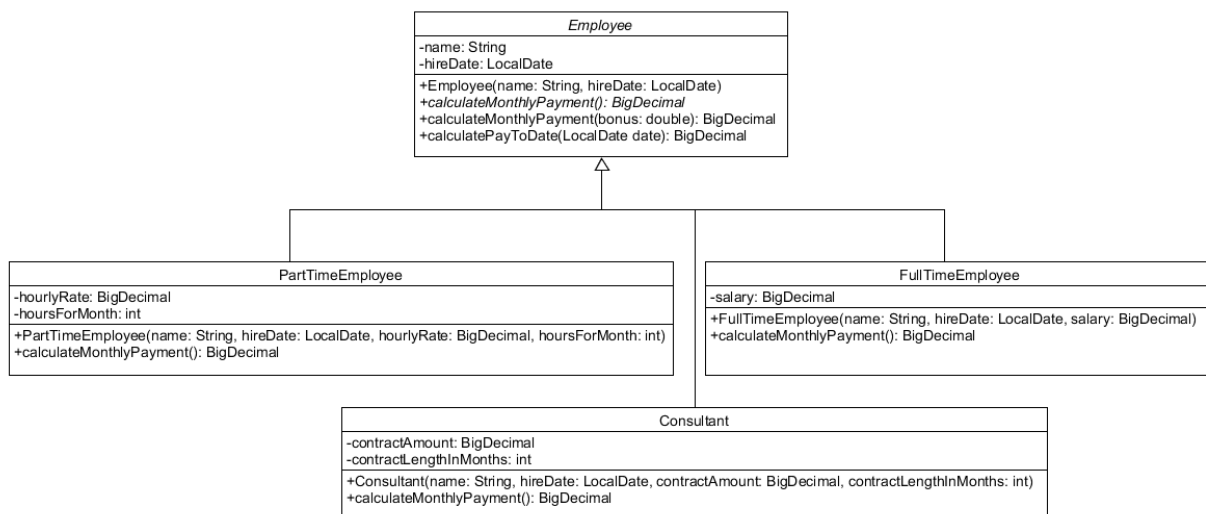 Employee
-name: String
-hireDate: LocalDate
+Employee(name: String, hireDate: LocalDate)
+calculateMonthlyPayment(): BigDecimal
+calculateMonthlyPayment(bonus: double): BigDecimal
+calculatePayToDate(LocalDate date): BigDecimal
PartTimeEmployee
-hourlyRate: BigDecimal
-hoursForMonth: int
+PartTimeEmployee(name: String, hireDate: LocalDate, hourlyRate: BigDecimal, hoursForMonth: int)
+calculateMonthlyPayment(): BigDecimal
FullTimeEmployee
-salary: BigDecimal
+FullTimeEmployee(name: String, hireDate: LocalDate, salary: BigDecimal)
+calculateMonthlyPayment(): BigDecimal
Consultant
-contractAmount: BigDecimal
-contractLengthInMonths: int
+Consultant(name: String, hireDate: LocalDate, contractAmount: BigDecimal, contractLengthInMonths: int)
+calculateMonthlyPayment(): BigDecimal